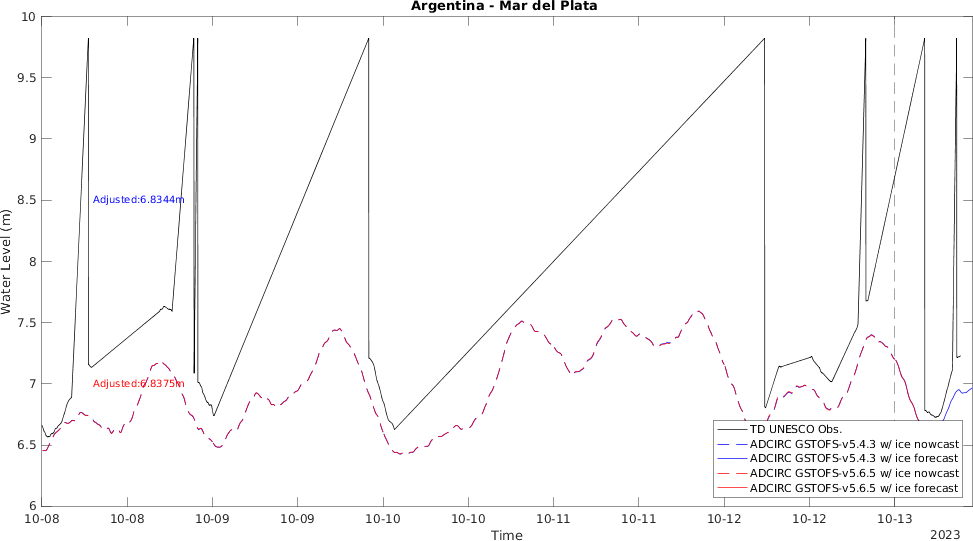 Argentina - Mar del Plata
Water Level (m)
10
9.5
9
8.5
8
7.5
7
6.5
6
Adjusted:6.8344m
Adjusted:6.8375m
TD UNESCO Obs.
ADCIRC GSTOFS-v5.4.3 w/ ice nowcast
ADCIRC GSTOFS-v5.4.3 w/ ice forecast
ADCIRC GSTOFS-v5.6.5 w/ ice nowcast
ADCIRC GSTOFS-v5.6.5 w/ ice forecast
10-08 10-08 10-09 10-09 10-10 10-10 10-11 10-11 10-12 10-12 10-13
Time
2023